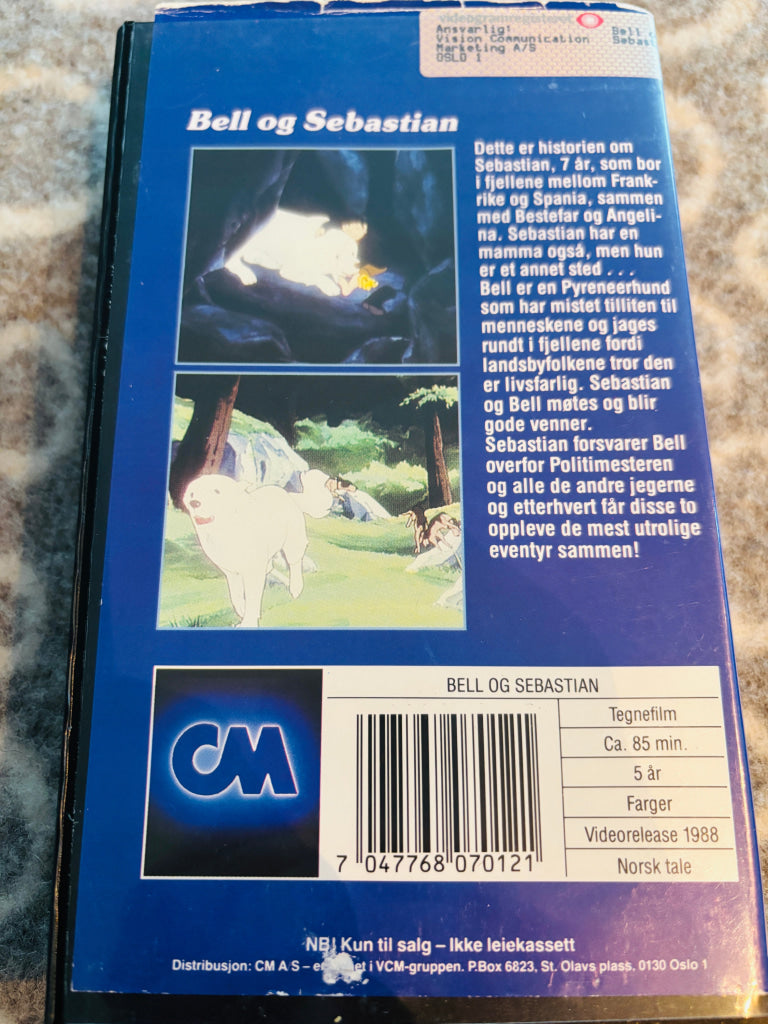 videogramregisteret
Ansvarlig:
Vision Communication
Marketing A/S
OSLO 1
Bell
Sebast
Bell og Sebastian
Dette er historien om
Sebastian, 7 år, som bor
i fjellene mellom Frank-
rike og Spania, sammen
med Bestefar og Angeli-
na. Sebastian har en
mamma også, men hun
er et annet sted . . .
Bell er en Pyreneerhund
som har mistet tilliten til
menneskene og jages
rundt i fjellene fordi
landsbyfolkene tror den
er livsfarlig. Sebastian
og Bell møtes og blir
gode venner.
Sebastian forsvarer Bell
overfor Politimesteren
og alle de andre jegerne
og etterhvert får disse to
oppleve de mest utrolige
eventyr sammen!
CM
BELL OG SEBASTIAN
Tegnefilm
Ca. 85 min.
5 år
Farger
Videorelease 1988
Norsk tale
7 047768 070121
NB! Kun til salg – Ikke leiekassett
Distribusjon: CM A/S – et i VCM-gruppen. P.Box 6823, St. Olavs plass. 0130 Oslo 1